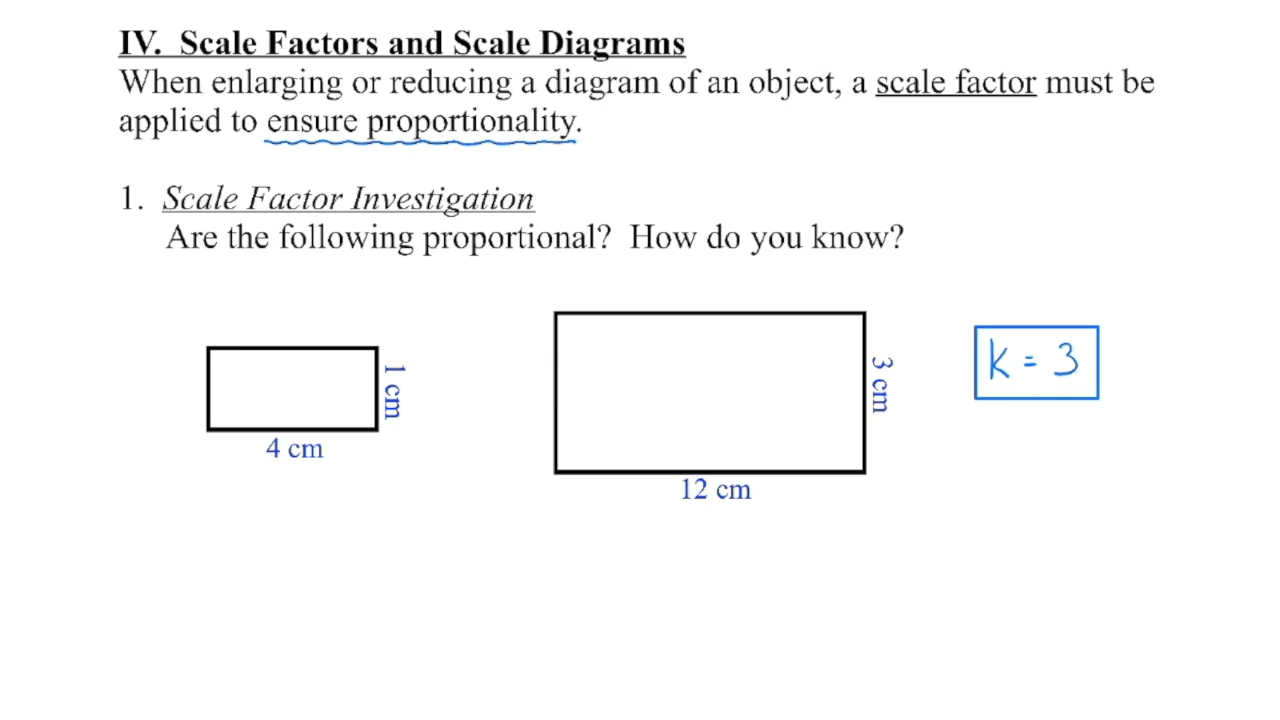 IV. Scale Factors and Scale Diagrams
When enlarging or reducing a diagram of an object, a scale factor must be
applied to ensure proportionality.
1. Scale Factor Investigation
Are the following proportional? How do you know?
1 cm
4 cm
3 cm
12 cm
k = 3